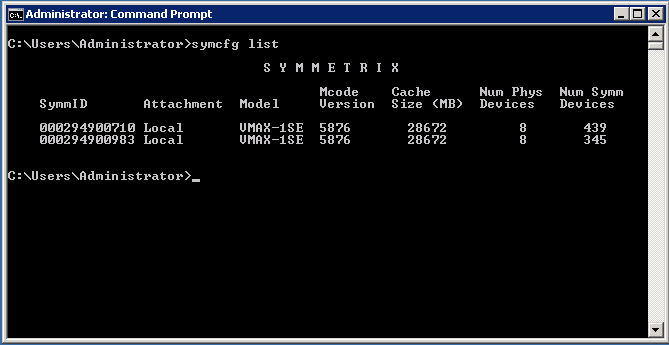 Administrator: Command Prompt
C:\Users\Administrator>symcfg list
S Y M M E T R I X
Mcode Cache Num Phys Num Symm
SymmID Attachment Model Version Size (MB) Devices Devices
000294900710 Local VMAX-1SE 5876 28672 8 439
000294900983 Local VMAX-1SE 5876 28672 8 345
C:\Users\Administrator>_